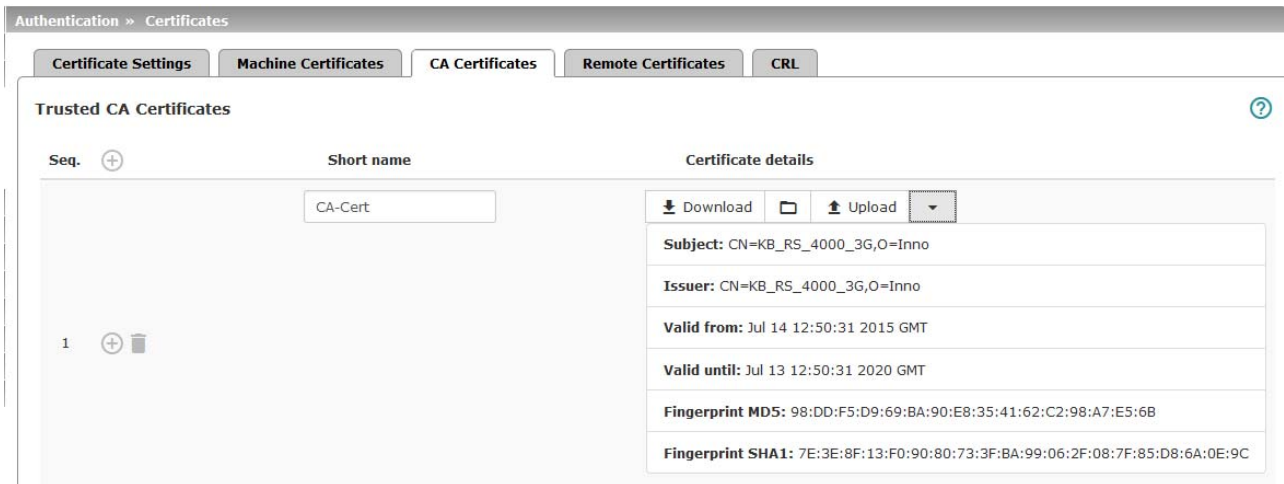 Authentication » Certificates
Certificate Settings Machine Certificates CA Certificates Remote Certificates CRL
Trusted CA Certificates
Seq. Short name Certificate details
CA-Cert Download Upload
Subject: CN=KB_RS_4000_3G,O=Inno
Issuer: CN=KB_RS_4000_3G,O=Inno
Valid from: Jul 14 12:50:31 2015 GMT
1
Valid until: Jul 13 12:50:31 2020 GMT
Fingerprint MD5: 98:DD:F5:D9:69:BA:90:E8:35:41:62:C2:98:A7:E5:6B
Fingerprint SHA1: 7E:3E:8F:13:F0:90:80:73:3F:BA:99:06:2F:08:7F:85:D8:6A:0E:9C